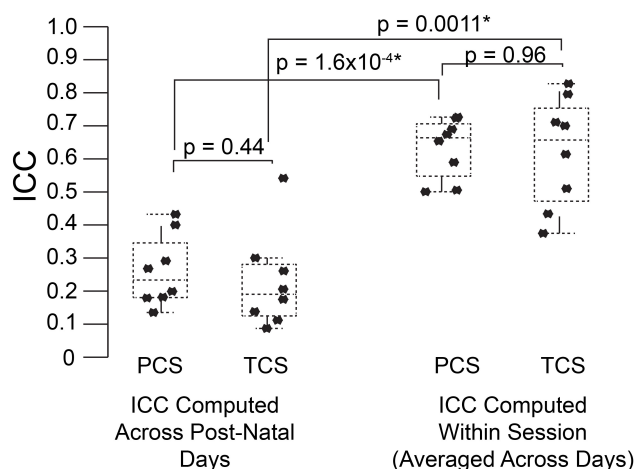 1.0
p = 0.0011*
0.9
p = 1.6x10⁻⁴*
p = 0.96
0.8
0.7
p = 0.44
0.6
ICC
0.5
0.4
0.3
0.2
0.1
0
PCS
TCS
PCS
TCS
ICC Computed
Across Post-Natal
Days
ICC Computed
Within Session
(Averaged Across Days)